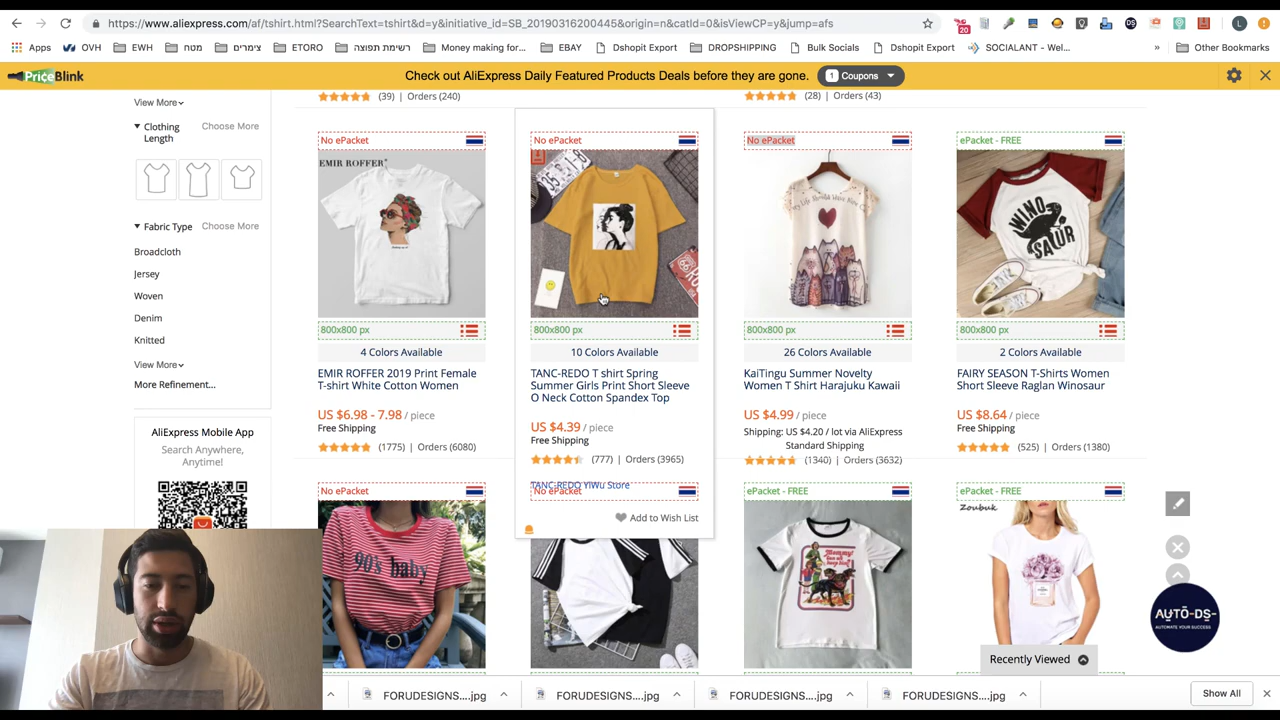 https://www.aliexpress.com/af/tshirt.html?SearchText=tshirt&d=y&initiative_id=SB_20190316200445&origin=n&catId=0&isViewCP=y&jump=afs
20
L
Apps
OVH
EWH
מטח
צימרים
ETORO
רשימת תפוצה
Money making for...
EBAY
Dshopit Export
DROPSHIPPING
Bulk Socials
Dshopit Export
SOCIALANT - Wel...
»
Other Bookmarks
PriceBlink
Check out AliExpress Daily Featured Products Deals before they are gone.
1 Coupons
View More
(39) | Orders (240)
(28) | Orders (43)
Clothing Length
Choose More
Fabric Type
Choose More
Broadcloth
Jersey
Woven
Denim
Knitted
View More
More Refinement...
AliExpress Mobile App
Search Anywhere,
Anytime!
No ePacket
EMIR ROFFER
800x800 px
4 Colors Available
EMIR ROFFER 2019 Print Female
T-shirt White Cotton Women
US $6.98 - 7.98 / piece
Free Shipping
(1775) | Orders (6080)
No ePacket
800x800 px
10 Colors Available
TANC-REDO T shirt Spring
Summer Girls Print Short Sleeve
O Neck Cotton Spandex Top
US $4.39 / piece
Free Shipping
(777) | Orders (3965)
TANC-REDO YiWu Store
Add to Wish List
No ePacket
800x800 px
26 Colors Available
KaiTingu Summer Novelty
Women T Shirt Harajuku Kawaii
US $4.99 / piece
Shipping: US $4.20 / lot via AliExpress
Standard Shipping
(1340) | Orders (3632)
ePacket - FREE
WINO
SAUR
800x800 px
2 Colors Available
FAIRY SEASON T-Shirts Women
Short Sleeve Raglan Winosaur
US $8.64 / piece
Free Shipping
(525) | Orders (1380)
No ePacket
90's baby
No ePacket
ePacket - FREE
ePacket - FREE
Zoubuk
AUTO-DS-
AUTOMATE YOUR SUCCESS
Recently Viewed
FORUDESIGNS....jpg
FORUDESIGNS....jpg
FORUDESIGNS....jpg
FORUDESIGNS....jpg
Show All